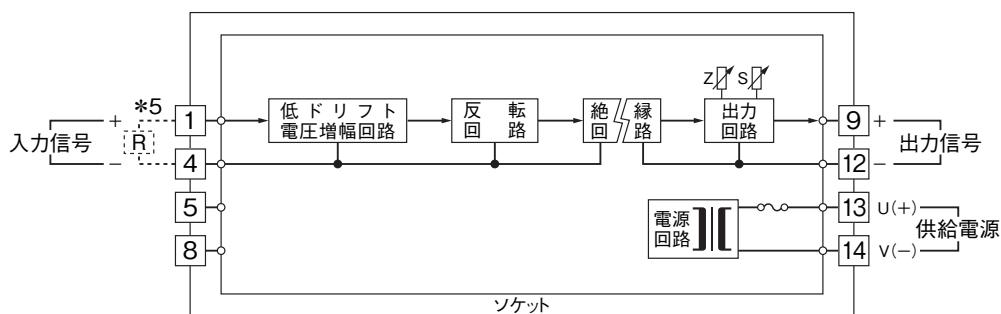 Z S
*5
1
+
入力信号
R
−
4
5
8
低ドリフト
電圧増幅回路
反 転
回 路
絶 縁
回 路
出力
回路
9 +
出力信号
12 −
電源
回路
13 U(+)
供給電源
14 V(−)
ソケット